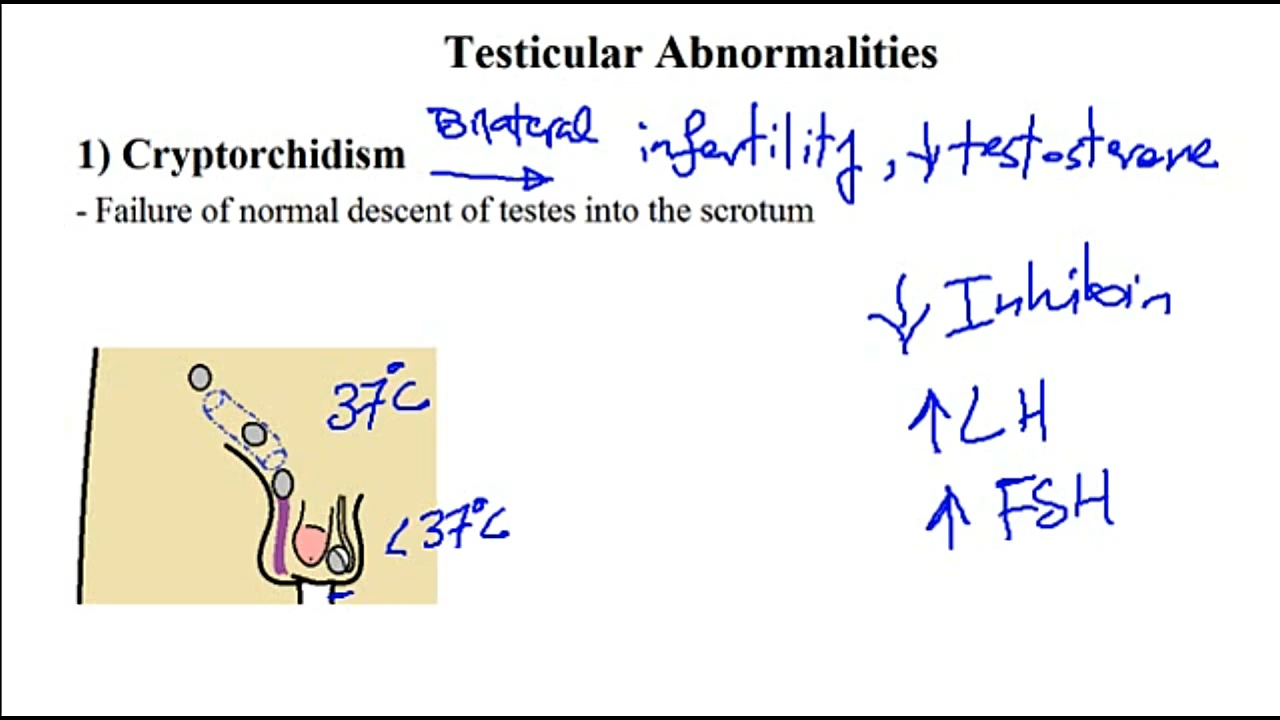 Testicular Abnormalities
1) Cryptorchidism Bilateral → infertility, ↓ testosterone
- Failure of normal descent of testes into the scrotum
↓ Inhibin
37°C
↑ LH
↑ FSH
<37°C